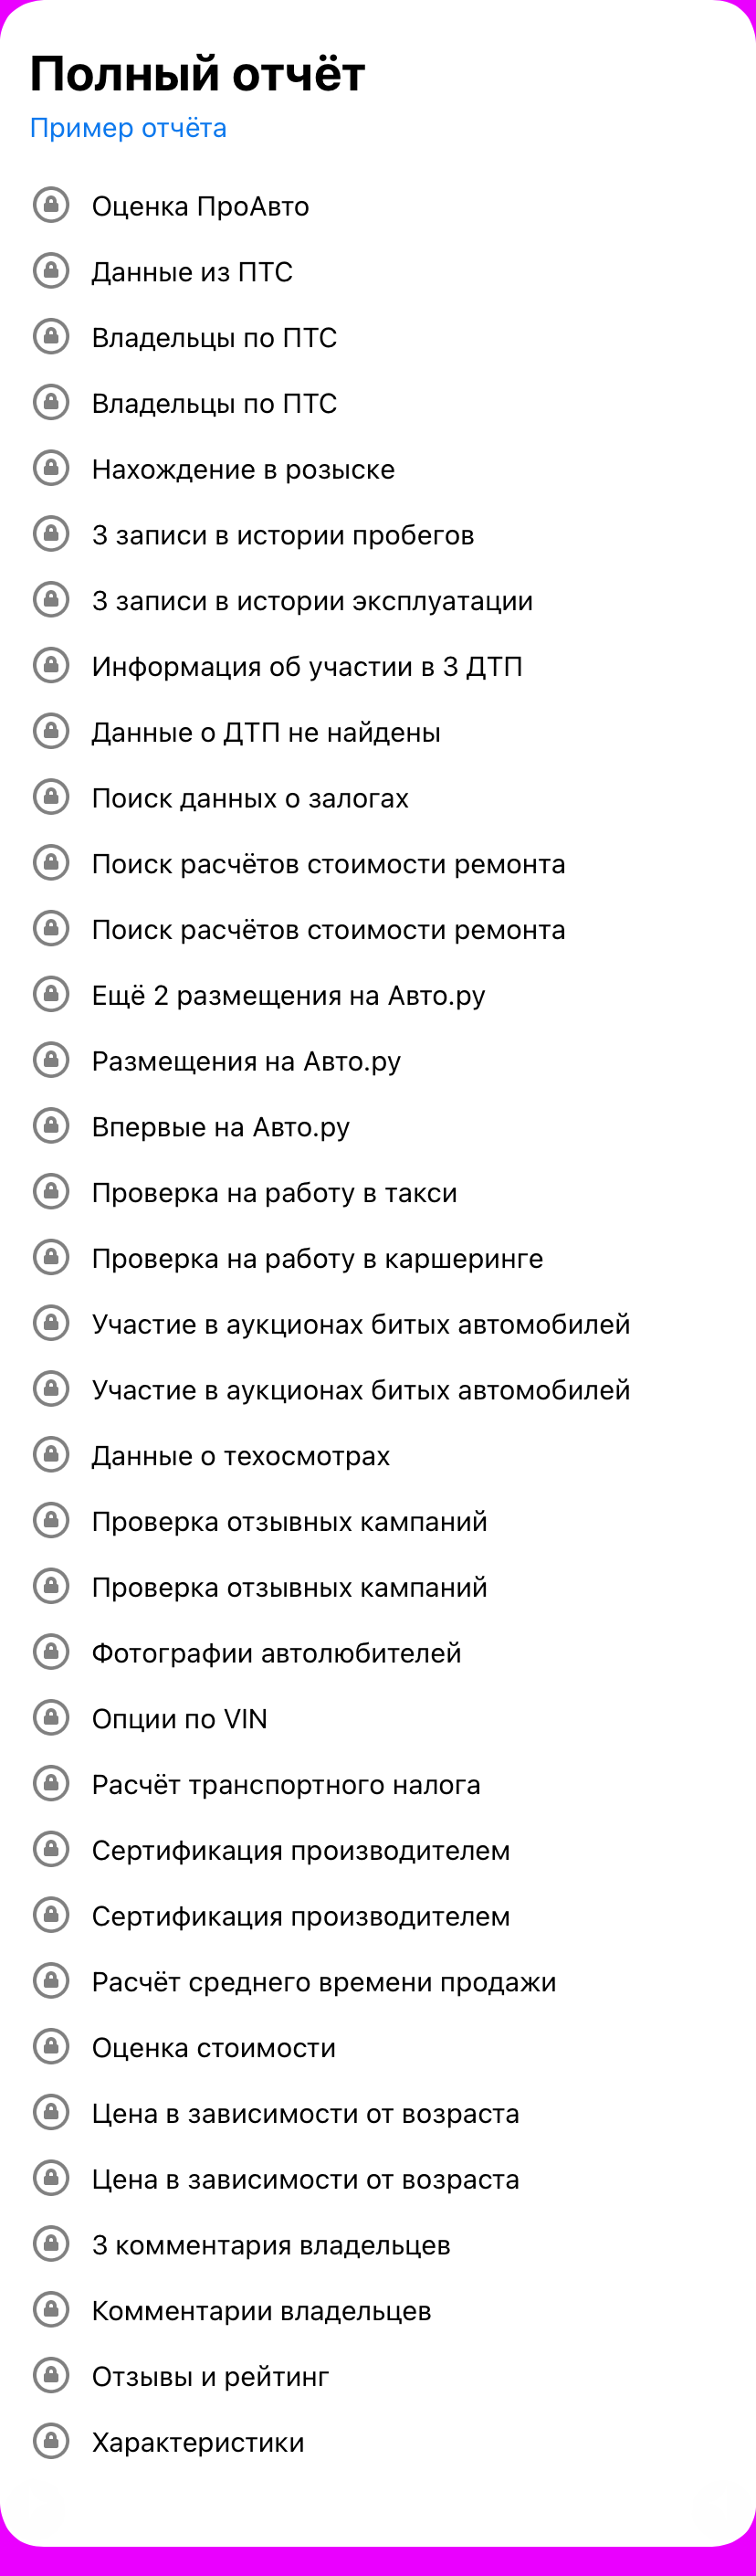 Полный отчёт
Пример отчёта
Оценка ПроАвто
Данные из ПТС
Владельцы по ПТС
Владельцы по ПТС
Нахождение в розыске
3 записи в истории пробегов
3 записи в истории эксплуатации
Информация об участии в 3 ДТП
Данные о ДТП не найдены
Поиск данных о залогах
Поиск расчётов стоимости ремонта
Поиск расчётов стоимости ремонта
Ещё 2 размещения на Авто.ру
Размещения на Авто.ру
Впервые на Авто.ру
Проверка на работу в такси
Проверка на работу в каршеринге
Участие в аукционах битых автомобилей
Участие в аукционах битых автомобилей
Данные о техосмотрах
Проверка отзывных кампаний
Проверка отзывных кампаний
Фотографии автолюбителей
Опции по VIN
Расчёт транспортного налога
Сертификация производителем
Сертификация производителем
Расчёт среднего времени продажи
Оценка стоимости
Цена в зависимости от возраста
Цена в зависимости от возраста
3 комментария владельцев
Комментарии владельцев
Отзывы и рейтинг
Характеристики